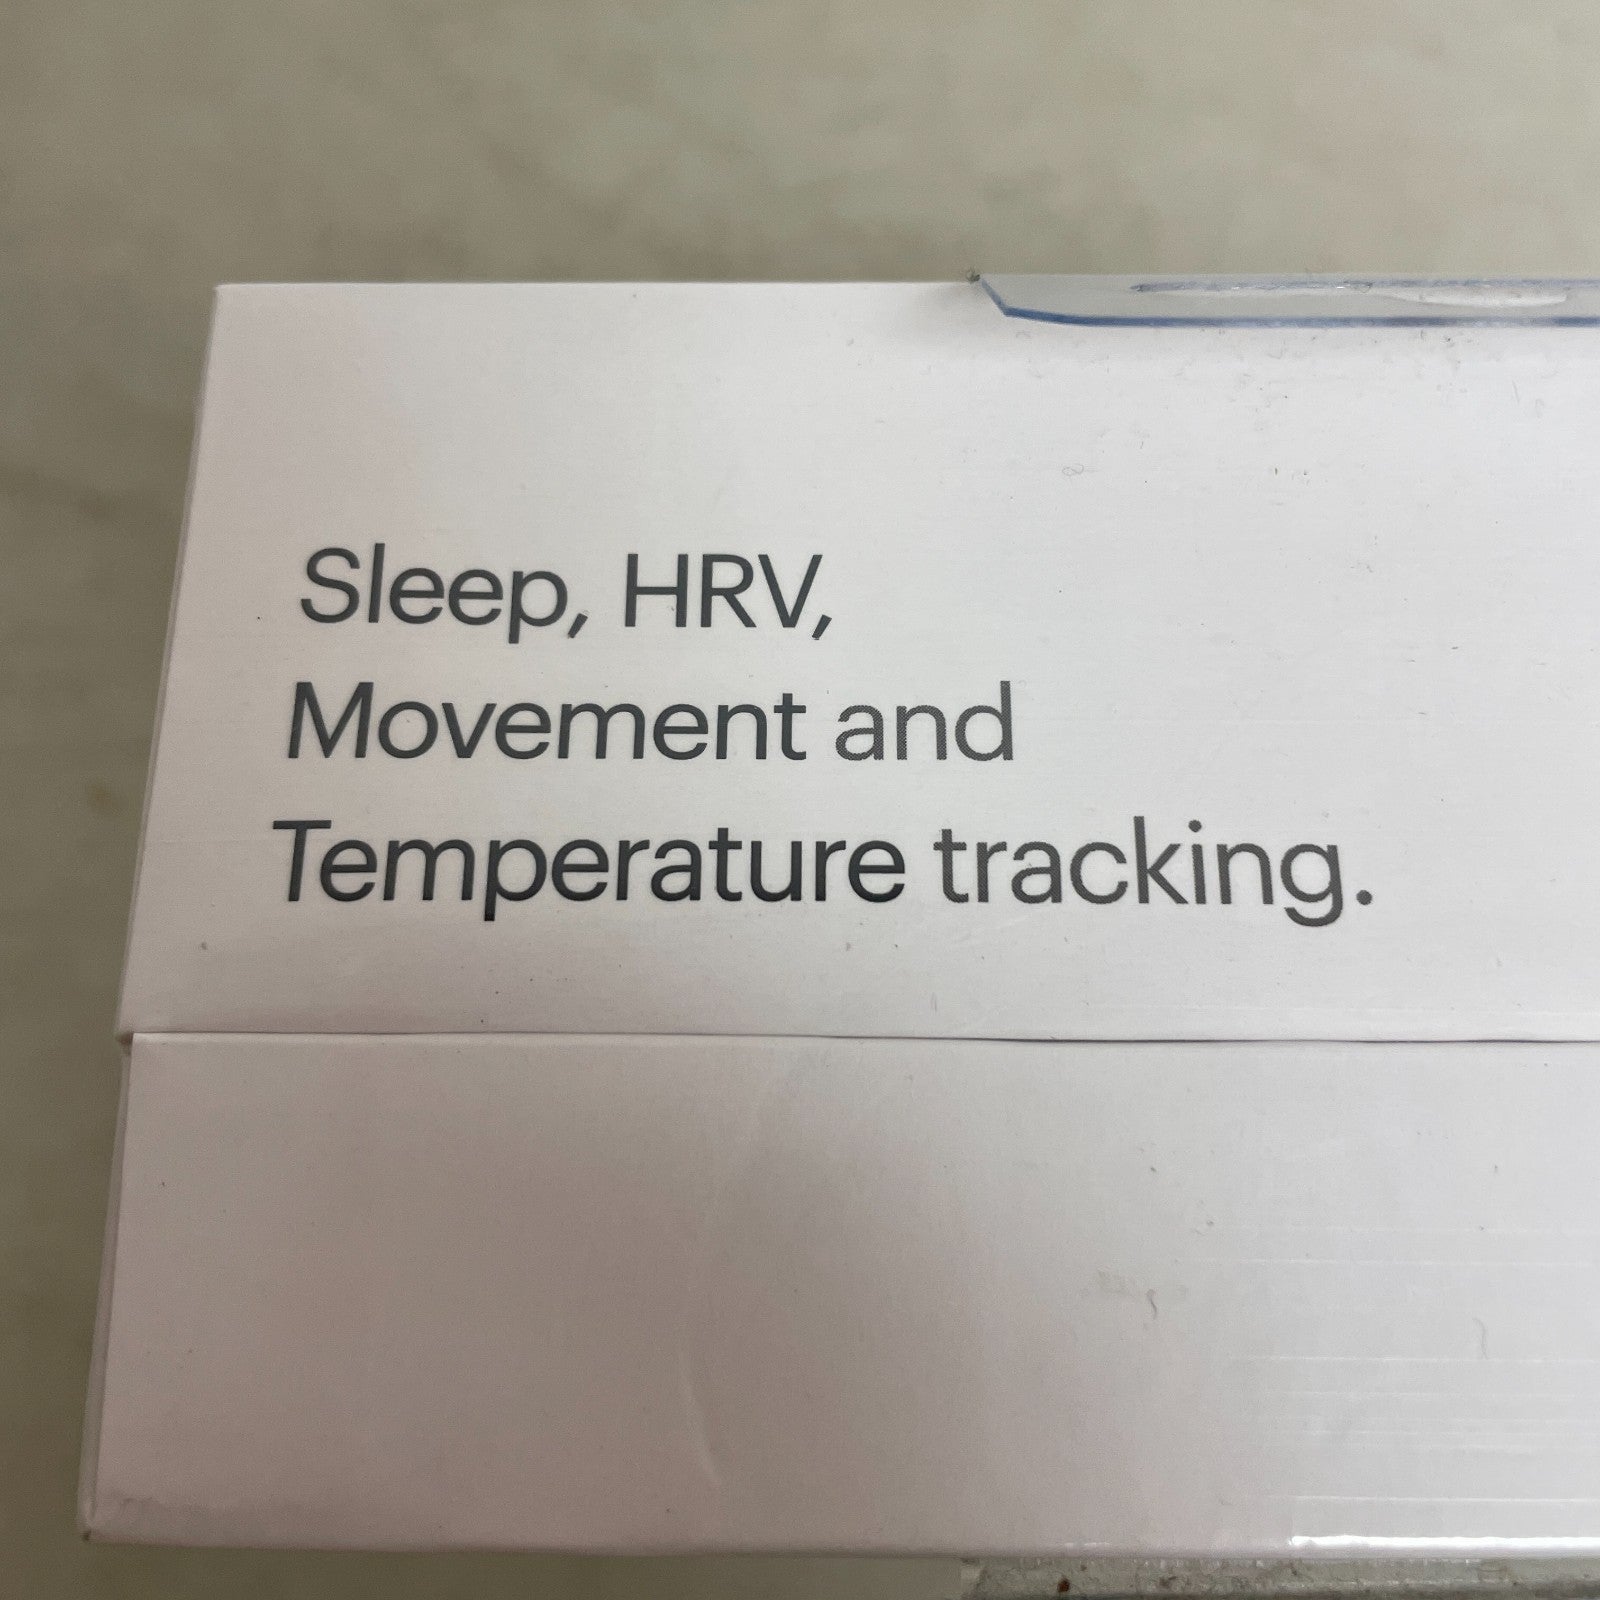 Sleep, HRV,
Movement and
Temperature tracking.